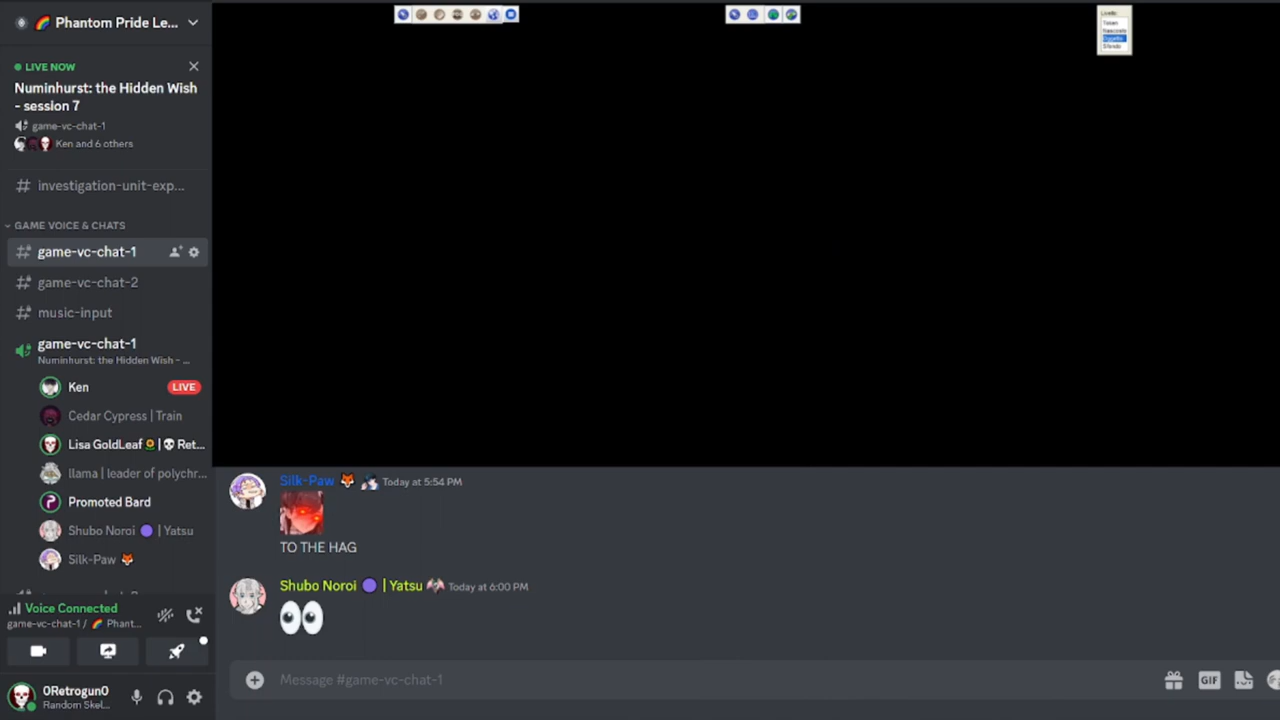 🌈 Phantom Pride Le...
LIVE NOW
Numinhurst: the Hidden Wish
- session 7
game-vc-chat-1
Ken and 6 others
investigation-unit-exp...
GAME VOICE & CHATS
game-vc-chat-1
game-vc-chat-2
music-input
game-vc-chat-1
Numinhurst: the Hidden Wish - ...
Ken LIVE
Cedar Cypress | Train
Lisa GoldLeaf🌻 | 💀 Ret...
llama | leader of polychr...
Promoted Bard
Shubo Noroi 🟣 | Yatsu
Silk-Paw 🦊
Voice Connected
game-vc-chat-1 / 🌈 Phant...
0Retrogun0
Random Skel...
Silk-Paw 🦊 Today at 5:54 PM
TO THE HAG
Shubo Noroi 🟣 | Yatsu Today at 6:00 PM
👀
Message #game-vc-chat-1
GIF